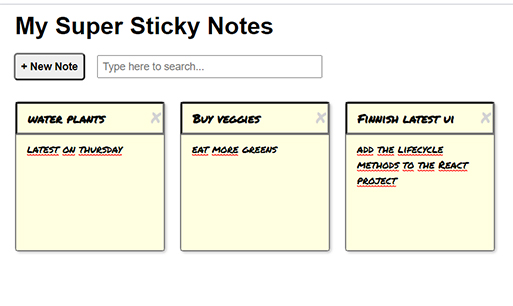 My Super Sticky Notes
+ New Note
Type here to search...
WATER PLANTS
BUY VEGGIES
FINNISH LATEST UI
LATEST ON THURSDAY
EAT MORE GREENS
ADD THE LIFECYCLE
METHODS TO THE REACT
PROJECT